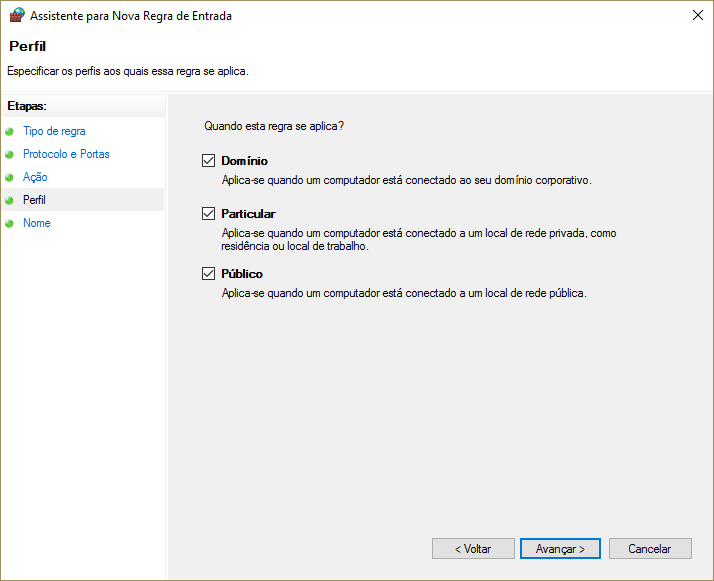 Assistente para Nova Regra de Entrada
Perfil
Especificar os perfis aos quais essa regra se aplica.
Etapas:
Tipo de regra
Protocolo e Portas
Ação
Perfil
Nome
Quando esta regra se aplica?
Domínio
Aplica-se quando um computador está conectado ao seu domínio corporativo.
Particular
Aplica-se quando um computador está conectado a um local de rede privada, como
residência ou local de trabalho.
Público
Aplica-se quando um computador está conectado a um local de rede pública.
< Voltar
Avançar >
Cancelar